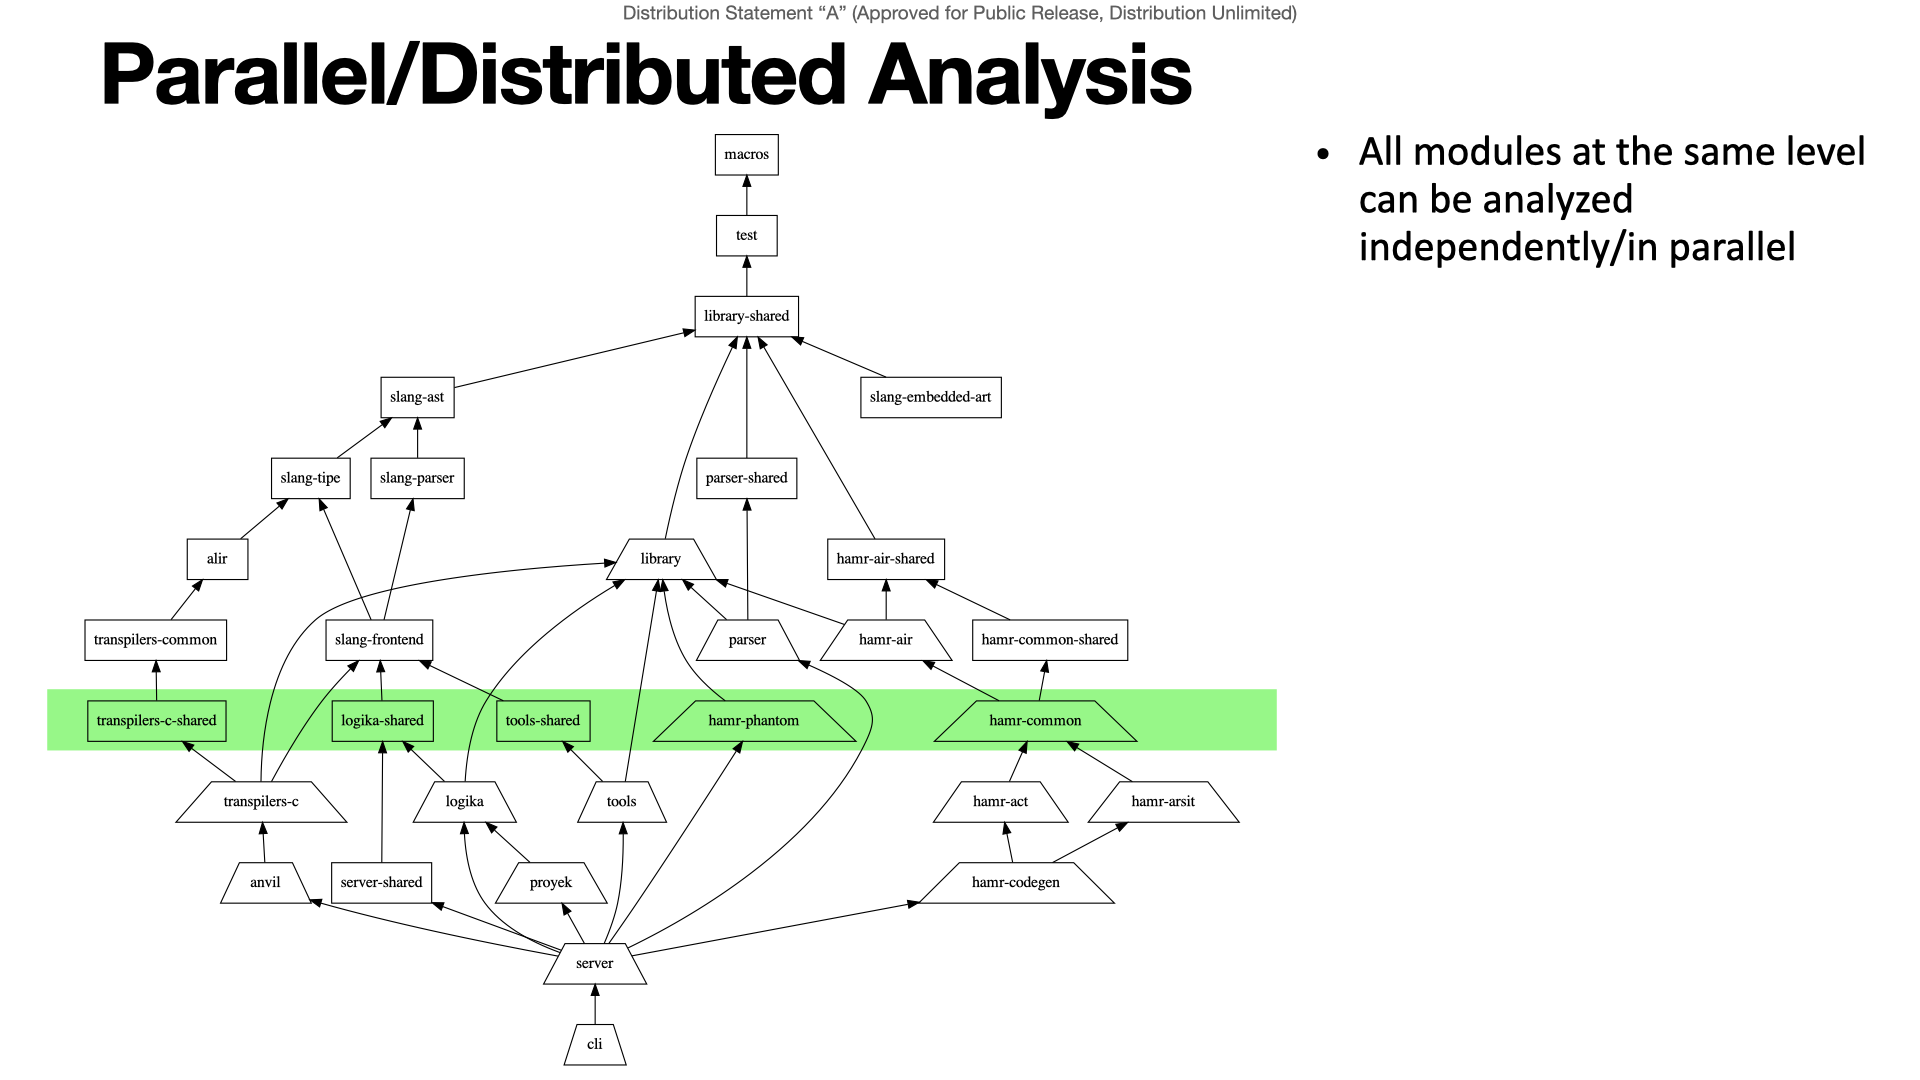 Distribution Statement “A” (Approved for Public Release, Distribution Unlimited)
Parallel/Distributed Analysis
• All modules at the same level
can be analyzed
independently/in parallel
macros
test
library-shared
slang-ast
slang-embedded-art
slang-tipe
slang-parser
parser-shared
alir
library
hamr-air-shared
transpilers-common
slang-frontend
parser
hamr-air
hamr-common-shared
transpilers-c-shared
logika-shared
tools-shared
hamr-phantom
hamr-common
transpilers-c
logika
tools
hamr-act
hamr-arsit
anvil
server-shared
proyek
hamr-codegen
server
cli